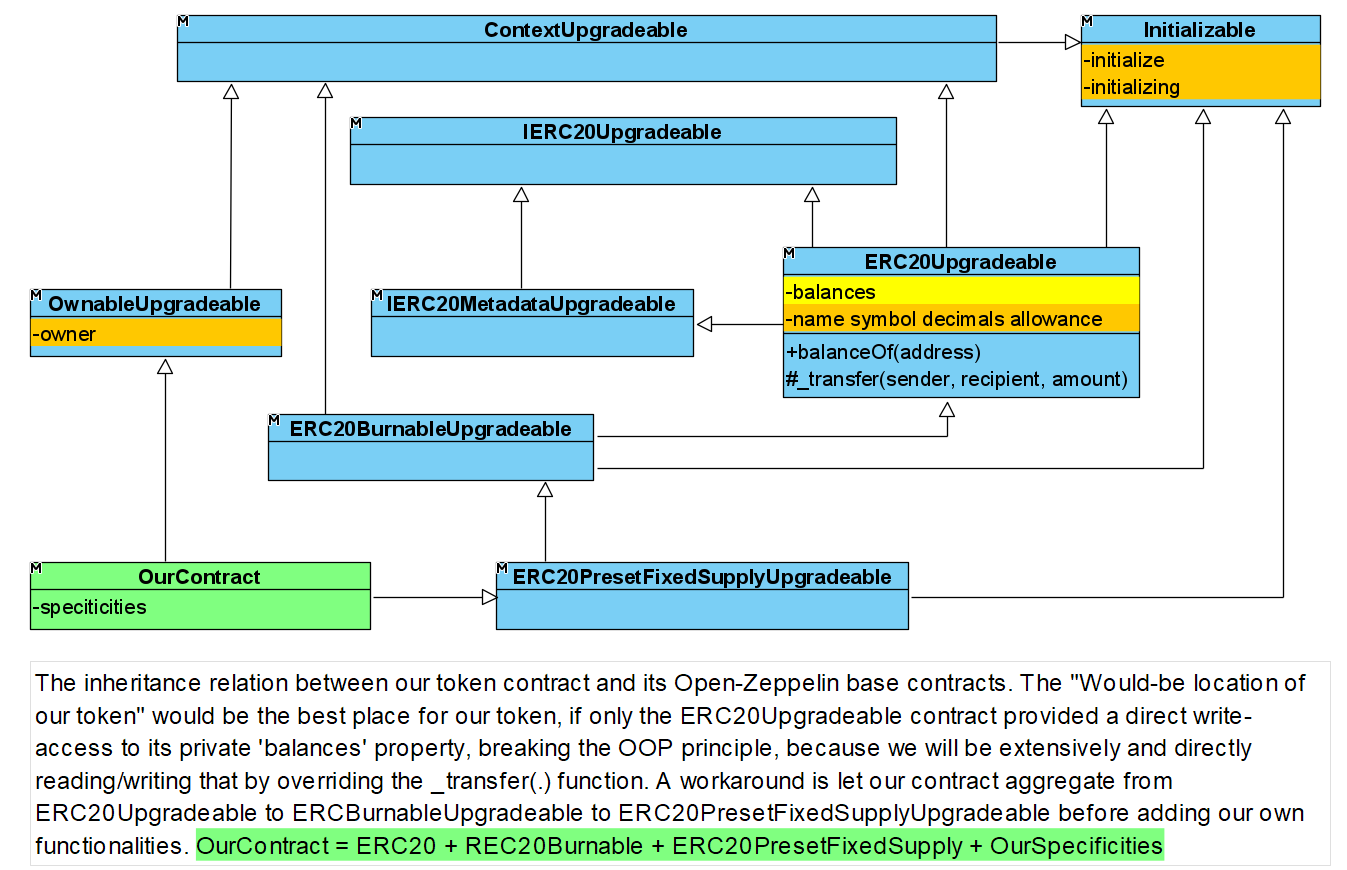 M
ContextUpgradeable
M
Initializable
-initialize
-initializing
M
IERC20Upgradeable
M
ERC20Upgradeable
-balances
-name symbol decimals allowance
+balanceOf(address)
#_transfer(sender, recipient, amount)
M
OwnableUpgradeable
-owner
M
IERC20MetadataUpgradeable
M
ERC20BurnableUpgradeable
M
OurContract
-speciticities
M
ERC20PresetFixedSupplyUpgradeable
The inheritance relation between our token contract and its Open-Zeppelin base contracts. The "Would-be location of
our token" would be the best place for our token, if only the ERC20Upgradeable contract provided a direct write-
access to its private 'balances' property, breaking the OOP principle, because we will be extensively and directly
reading/writing that by overriding the _transfer(.) function. A workaround is let our contract aggregate from
ERC20Upgradeable to ERCBurnableUpgradeable to ERC20PresetFixedSupplyUpgradeable before adding our own
functionalities. OurContract = ERC20 + REC20Burnable + ERC20PresetFixedSupply + OurSpecificities